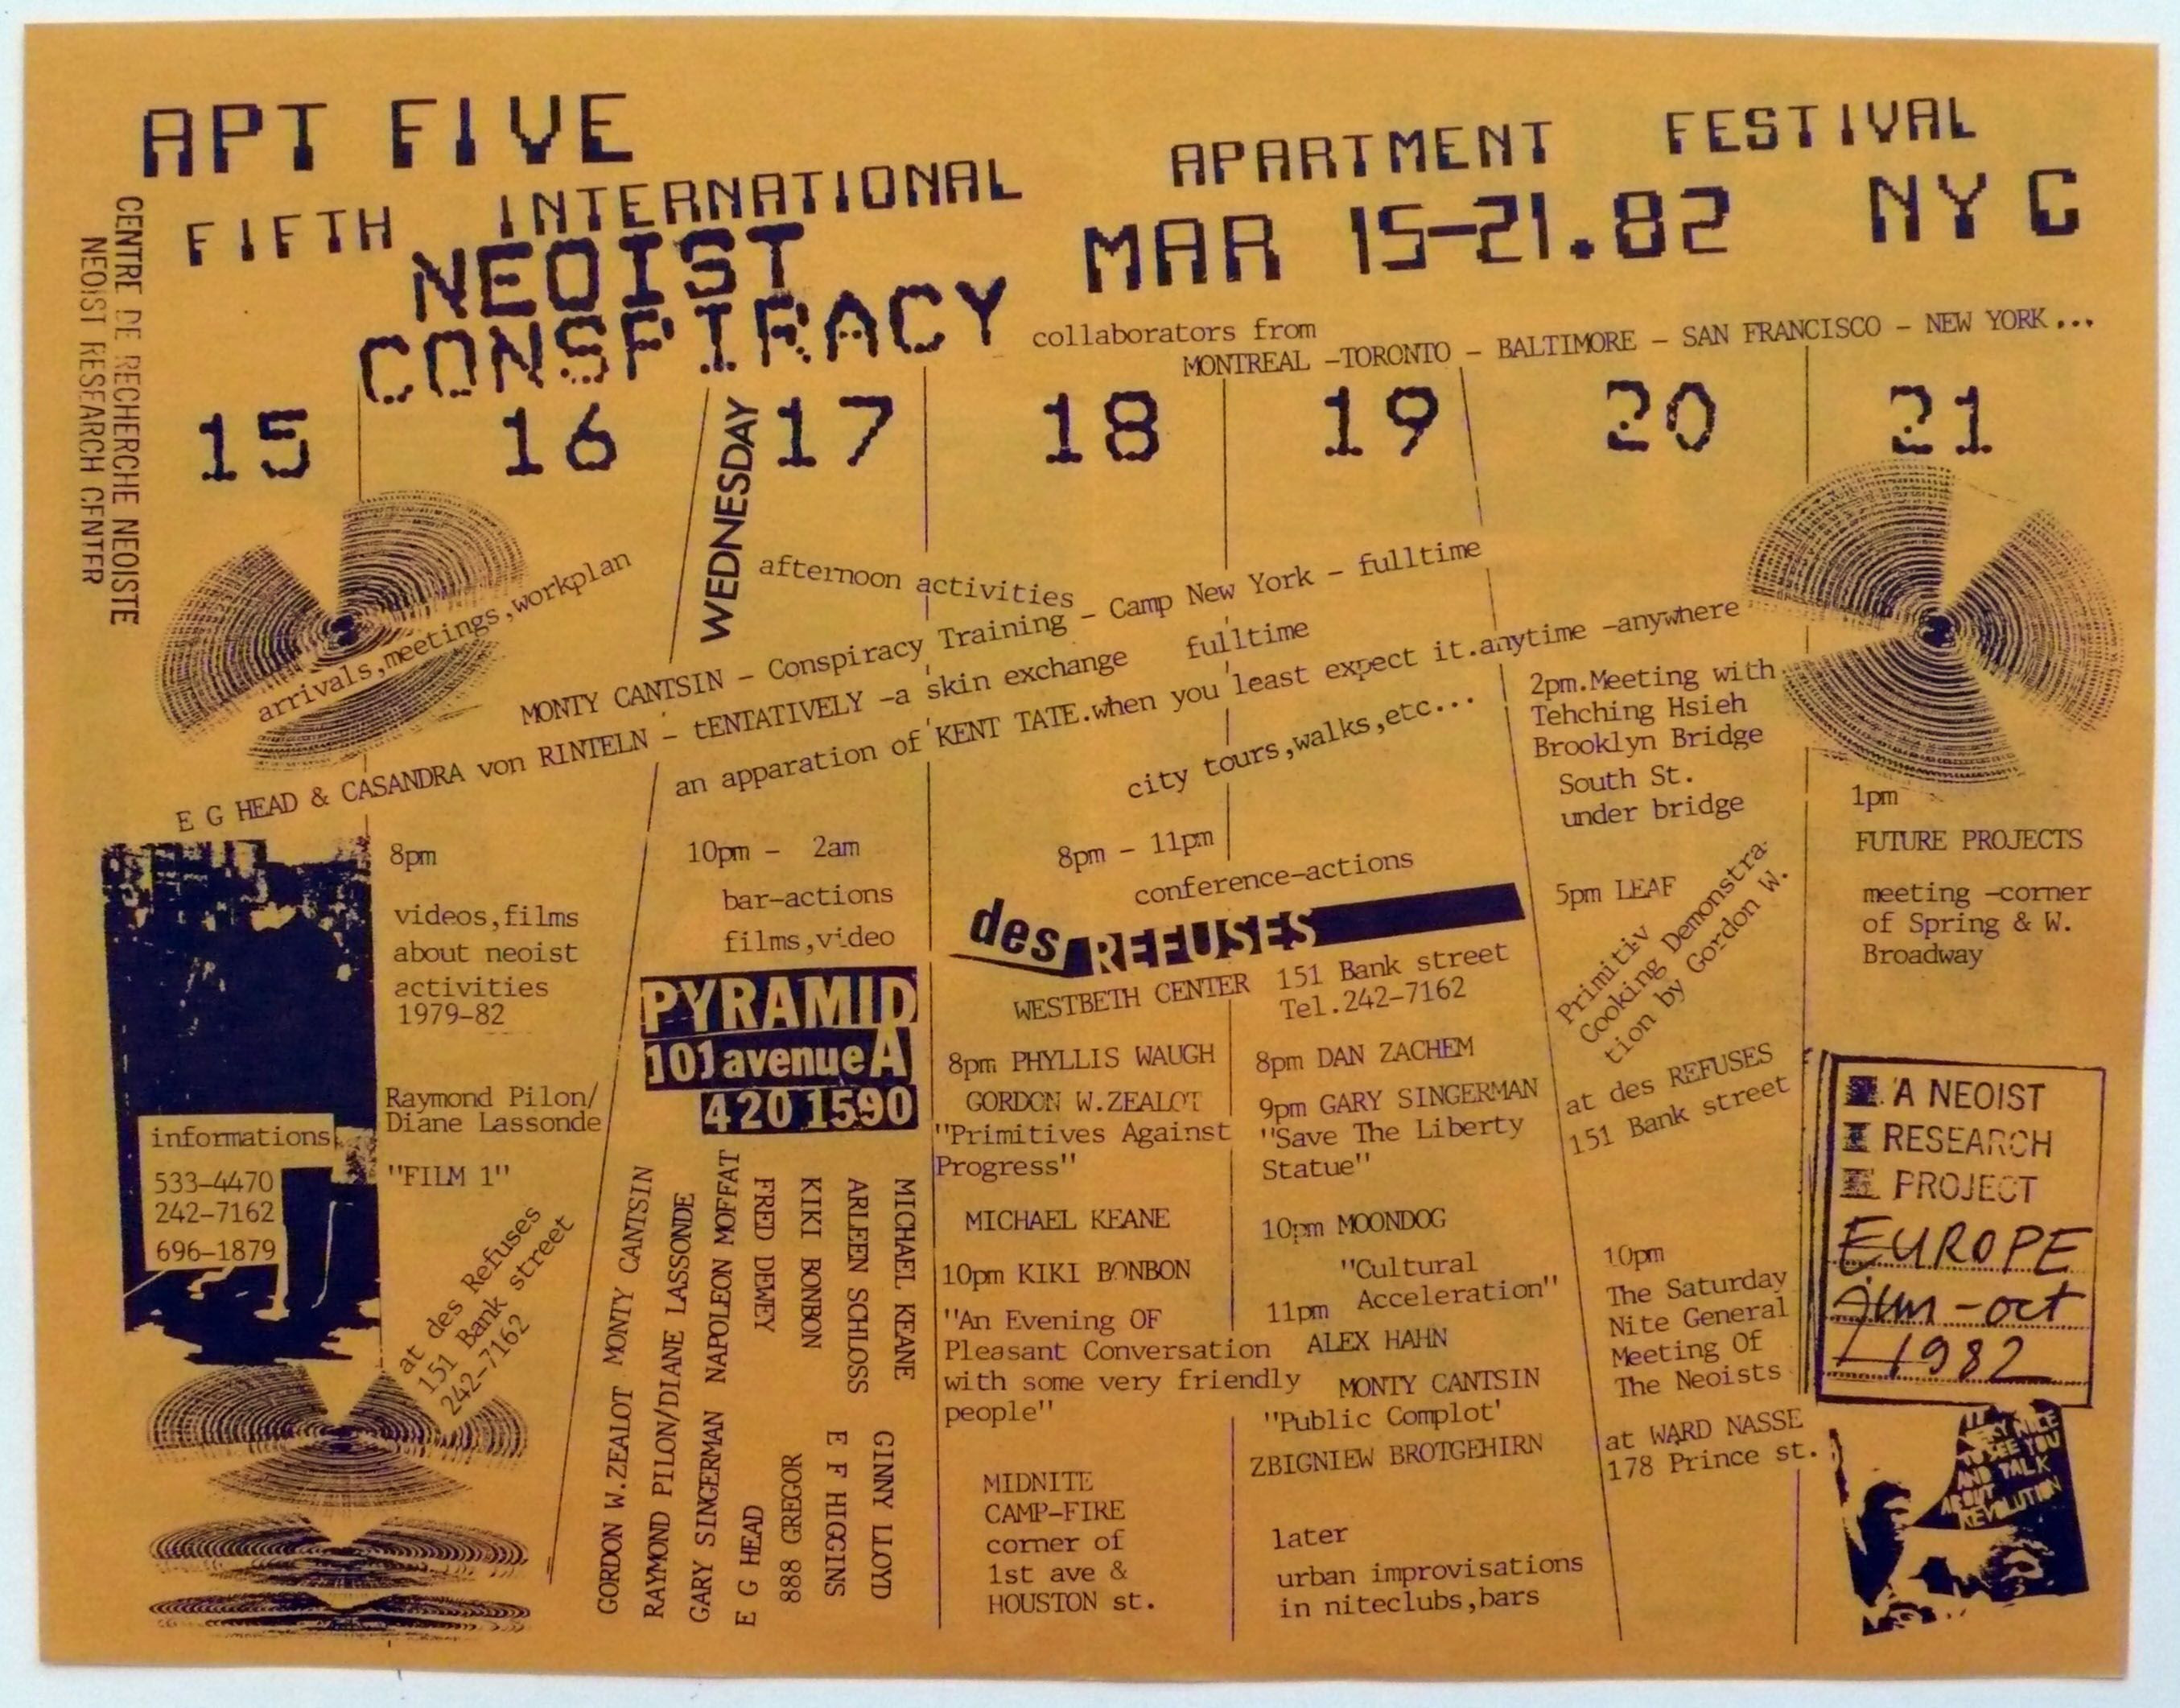 APT FIVE
FIFTH INTERNATIONAL APARTMENT FESTIVAL
NEOIST
CONSPIRACY
MAR 15-21.82 NYC
CENTRE DE RECHERCHE NEOISTE
NEOIST RESEARCH CENTER
collaborators from
MONTREAL -TORONTO - BALTIMORE - SAN FRANCISCO - NEW YORK...
15 16 WEDNESDAY 17 18 19 20 21
arrivals,meetings,workplan
afternoon activities
MONTY CANTSIN - Conspiracy Training - Camp New York - fulltime
E G HEAD & CASANDRA von RINTELN - tENTATIVELY -a skin exchange fulltime
an apparation of KENT TATE.when you least expect it.anytime -anywhere
city tours,walks,etc...
informations
533-4470
242-7162
696-1879
8pm
videos,films
about neoist
activities
1979-82
Raymond Pilon/
Diane Lassonde
"FILM 1"
at des Refuses
151 Bank street
242-7162
10pm - 2am
bar-actions
films,video
PYRAMID
101 avenue A
420 1590
GORDON W.ZEALOT MONTY CANTSIN
RAYMOND PILON/DIANE LASSONDE
GARY SINGERMAN NAPOLEON MOFFAT
E G HEAD FRED DEWEY
888 GREGOR KIKI BONBON
E F HIGGINS ARLEEN SCHLOSS
GINNY LLOYD MICHAEL KEANE
8pm - 11pm
conference-actions
des REFUSES
WESTBETH CENTER 151 Bank street
Tel.242-7162
8pm PHYLLIS WAUGH
GORDON W.ZEALOT
"Primitives Against
Progress"
MICHAEL KEANE
10pm KIKI BONBON
"An Evening OF
Pleasant Conversation
with some very friendly
people"
MIDNITE
CAMP-FIRE
corner of
1st ave &
HOUSTON st.
8pm DAN ZACHEM
9pm GARY SINGERMAN
"Save The Liberty
Statue"
10pm MOONDOG
"Cultural
Acceleration"
11pm
ALEX HAHN
MONTY CANTSIN
"Public Complot'
ZBIGNIEW BROTGEHIRN
later
urban improvisations
in niteclubs,bars
2pm.Meeting with
Tehching Hsieh
Brooklyn Bridge
South St.
under bridge
5pm LEAF
Primitiv
Cooking Demonstra-
tion by Gordon W.
at des REFUSES
151 Bank street
10pm
The Saturday
Nite General
Meeting Of
The Neoists
at WARD NASSE
178 Prince st.
1pm
FUTURE PROJECTS
meeting -corner
of Spring & W.
Broadway
A NEOIST
RESEARCH
PROJECT
EUROPE
jun-oct
1982
VERY NICE
TO SEE YOU
AND TALK
ABOUT
REVOLUTION